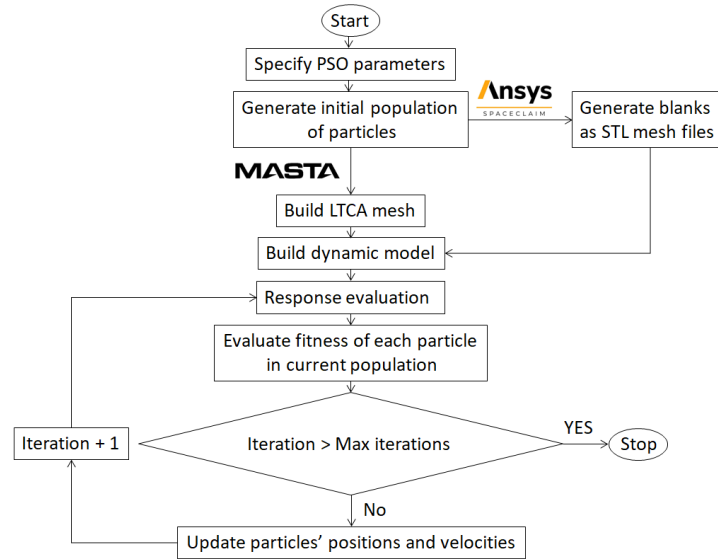 Start
Specify PSO parameters
Generate initial population
of particles
Ansys
SPACECLAIM
Generate blanks
as STL mesh files
MASTA
Build LTCA mesh
Build dynamic model
Response evaluation
Evaluate fitness of each particle
in current population
Iteration + 1
Iteration > Max iterations
YES
Stop
No
Update particles’ positions and velocities